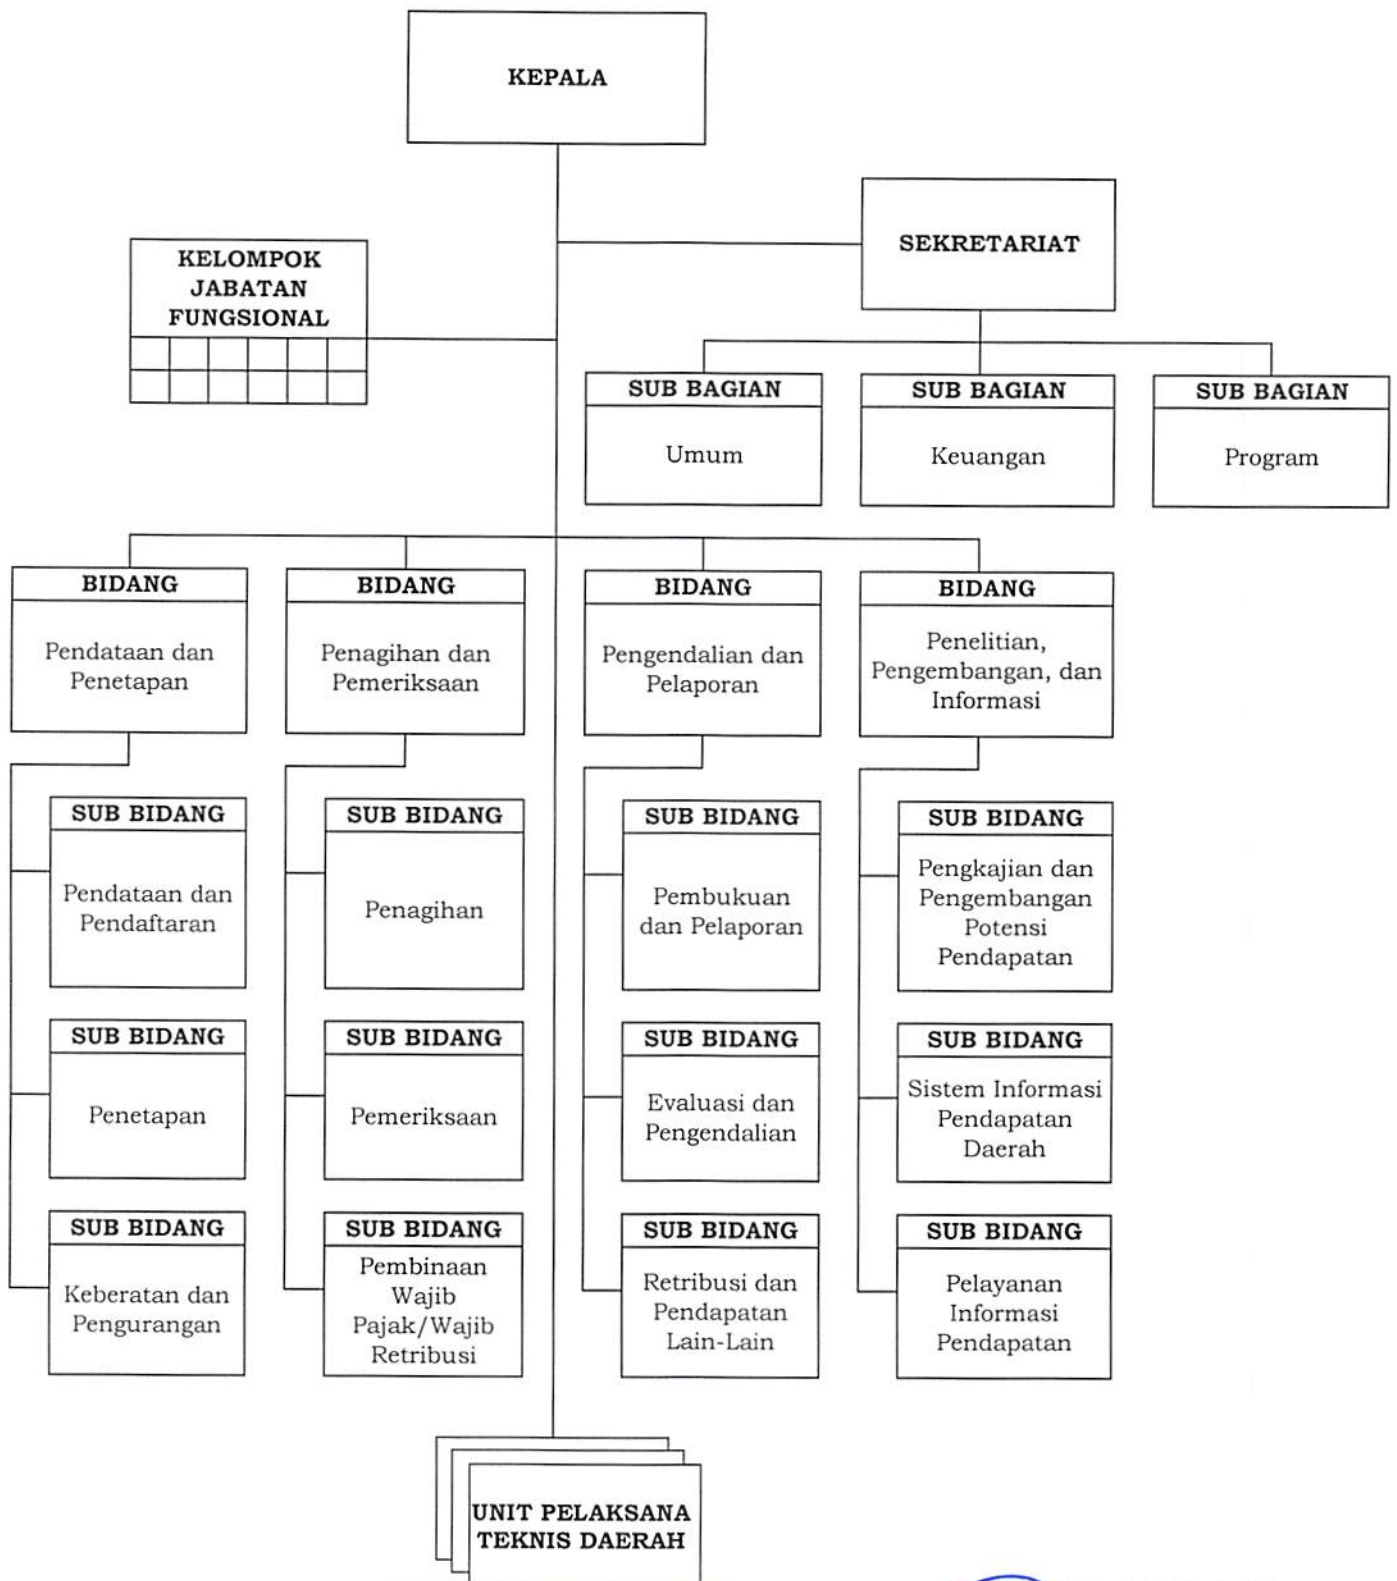 KEPALA
SEKRETARIAT
KELOMPOK
JABATAN
FUNGSIONAL
SUB BAGIAN
Umum
SUB BAGIAN
Keuangan
SUB BAGIAN
Program
BIDANG
Pendataan dan
Penetapan
BIDANG
Penagihan dan
Pemeriksaan
BIDANG
Pengendalian dan
Pelaporan
BIDANG
Penelitian,
Pengembangan, dan
Informasi
SUB BIDANG
Pendataan dan
Pendaftaran
SUB BIDANG
Penagihan
SUB BIDANG
Pembukuan
dan Pelaporan
SUB BIDANG
Pengkajian dan
Pengembangan
Potensi
Pendapatan
SUB BIDANG
Penetapan
SUB BIDANG
Pemeriksaan
SUB BIDANG
Evaluasi dan
Pengendalian
SUB BIDANG
Sistem Informasi
Pendapatan
Daerah
SUB BIDANG
Keberatan dan
Pengurangan
SUB BIDANG
Pembinaan
Wajib
Pajak/Wajib
Retribusi
SUB BIDANG
Retribusi dan
Pendapatan
Lain-Lain
SUB BIDANG
Pelayanan
Informasi
Pendapatan
UNIT PELAKSANA
TEKNIS DAERAH